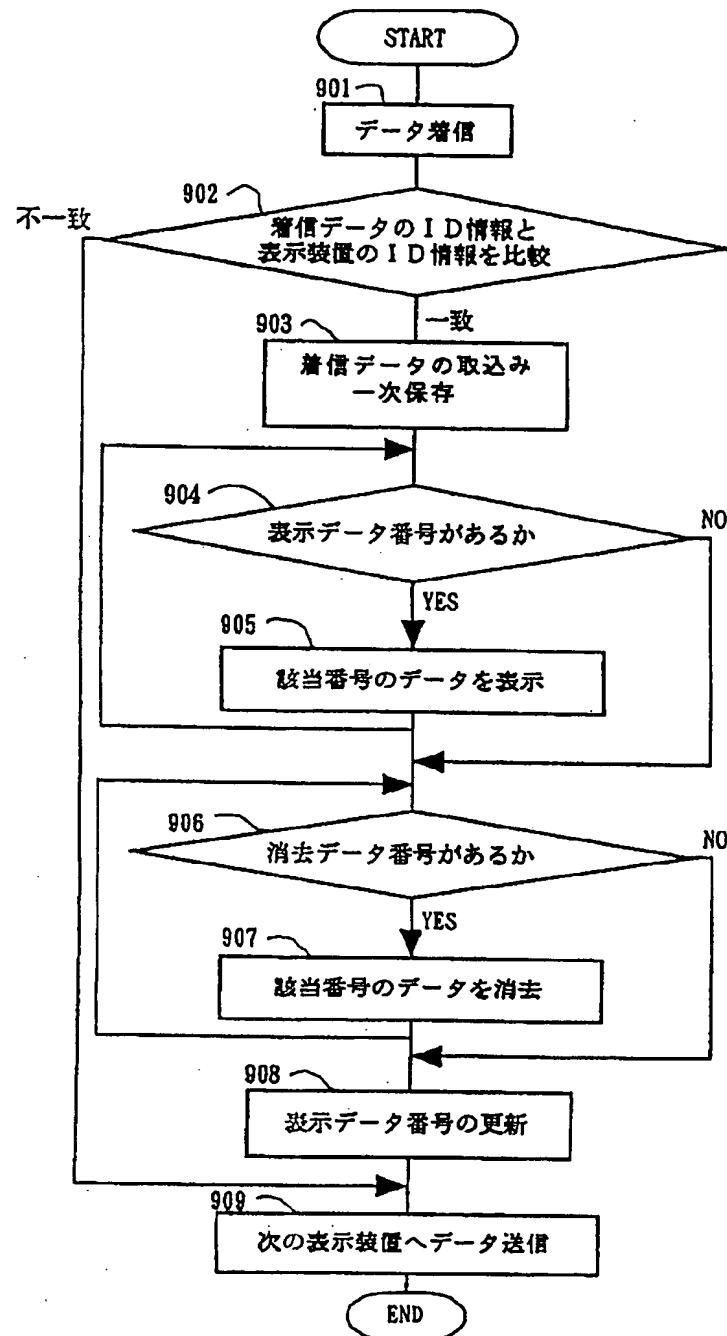 START
901
データ着信
902
不一致
着信データのＩＤ情報と
表示装置のＩＤ情報を比較
一致
903
着信データの取込み
一次保存
904
表示データ番号があるか
NO
YES
905
該当番号のデータを表示
906
消去データ番号があるか
NO
YES
907
該当番号のデータを消去
908
表示データ番号の更新
909
次の表示装置へデータ送信
END